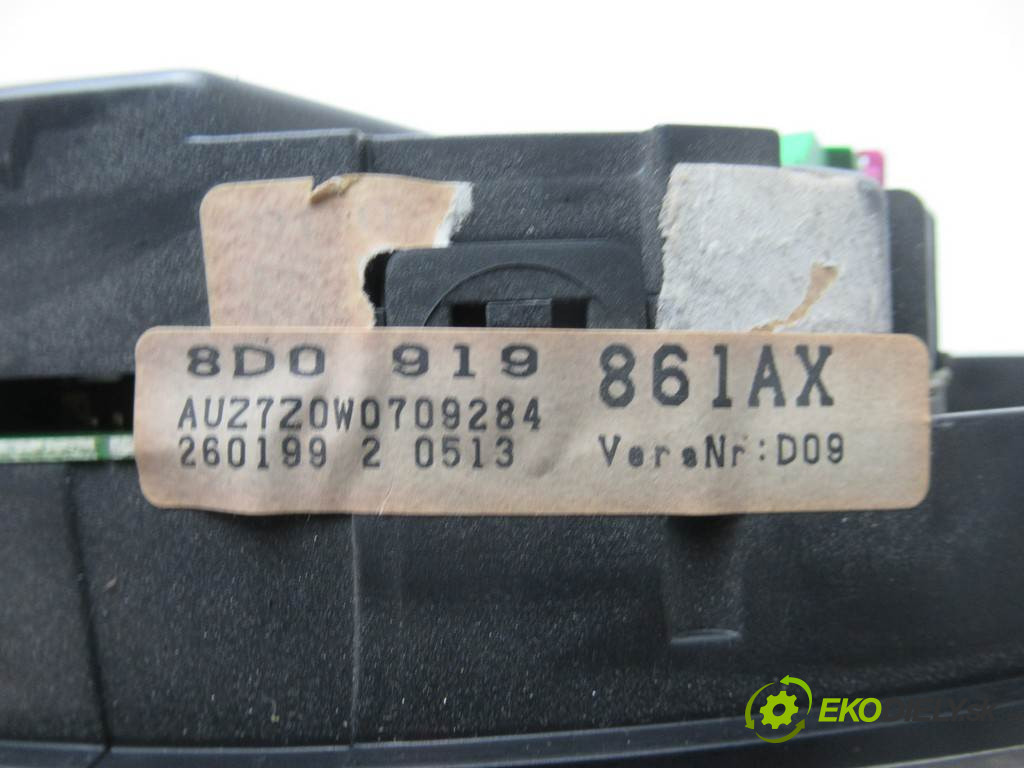 8D0 919 861AX
AUZ7Z0W0709284
260199 2 0513 VersNr:D09
EKO